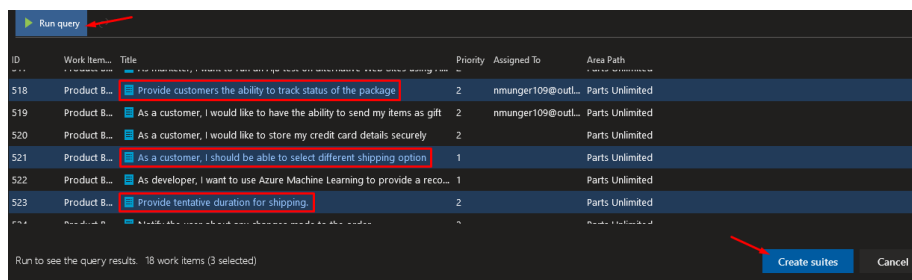 Run query
ID Work Item... Title Priority Assigned To Area Path
518 Product B... Provide customers the ability to track status of the package 2 nmunger109@outl... Parts Unlimited
519 Product B... As a customer, I would like to have the ability to send my items as gift 2 nmunger109@outl... Parts Unlimited
520 Product B... As a customer, I would like to store my credit card details securely 2 Parts Unlimited
521 Product B... As a customer, I should be able to select different shipping option 1 Parts Unlimited
522 Product B... As developer, I want to use Azure Machine Learning to provide a reco... 1 Parts Unlimited
523 Product B... Provide tentative duration for shipping. 2 Parts Unlimited
Run to see the query results. 18 work items (3 selected) Create suites Cancel